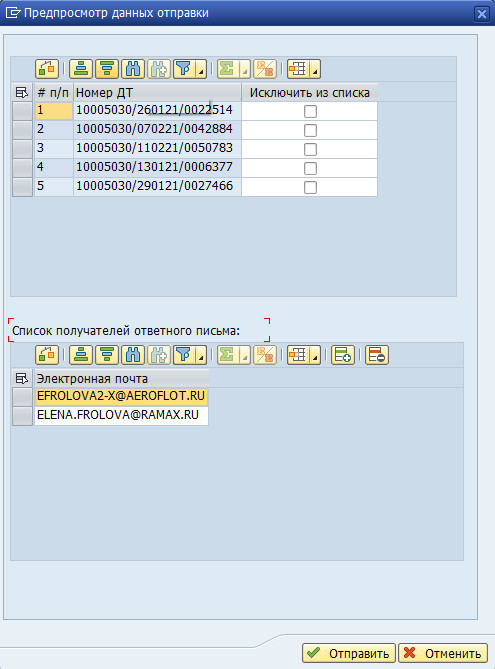 Предпросмотр данных отправки
# п/п Номер ДТ Исключить из списка
1 10005030/260121/0022514
2 10005030/070221/0042884
3 10005030/110221/0050783
4 10005030/130121/0006377
5 10005030/290121/0027466
Список получателей ответного письма:
Электронная почта
EFROLOVA2-X@AEROFLOT.RU
ELENA.FROLOVA@RAMAX.RU
Отправить Отменить